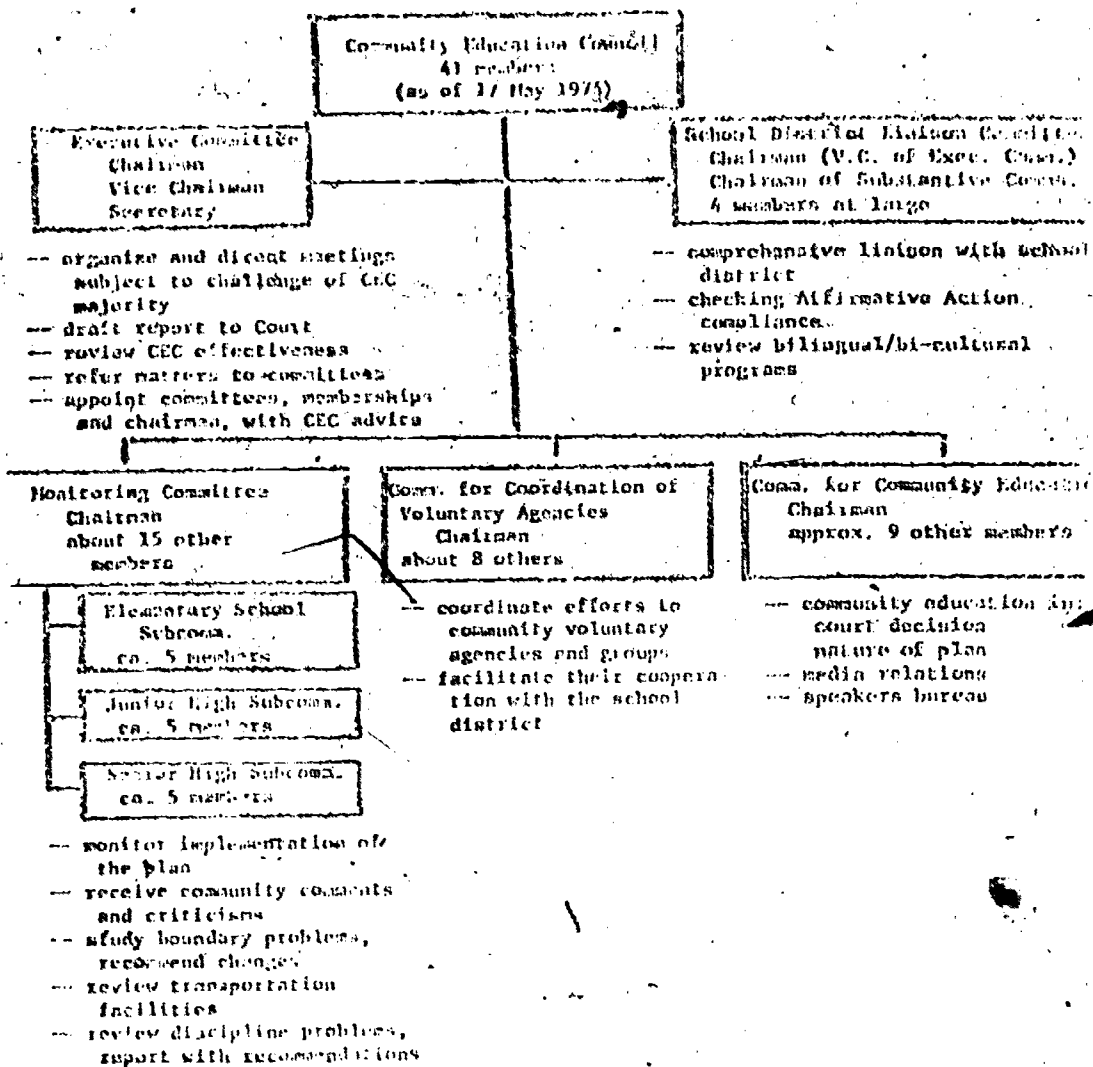 Community Education Council
41 members
(as of 17 May 1975)
Executive Committee
Chairman
Vice Chairman
Secretary
-- organize and direct meetings
subject to challenge of CEC
majority
-- draft report to Court
-- review CEC effectiveness
-- refer matters to committees
-- appoint committees, memberships
and chairman, with CEC advice
School District Liaison Committee
Chairman (V.C. of Exec. Comm.)
Chairman of Substantive Comm.
4 members at large
-- comprehensive liaison with school
district
-- checking Affirmative Action
compliance
-- review bilingual/bi-cultural
programs
Monitoring Committee
Chairman
about 15 other
members
Elementary School
Subcomm.
ca. 5 members
Junior High Subcomm.
ca. 5 members
Senior High Subcomm.
ca. 5 members
-- monitor implementation of
the plan
-- receive community comments
and criticisms
-- study boundary problems,
recommend changes
-- review transportation
facilities
-- review discipline problems,
report with recommendations
Comm. for Coordination of
Voluntary Agencies
Chairman
about 8 others
-- coordinate efforts to
community voluntary
agencies and groups
-- facilitate their coopera-
tion with the school
district
Comm. for Community Education
Chairman
approx. 9 other members
-- community education
court decision
nature of plan
-- media relations
-- speakers bureau